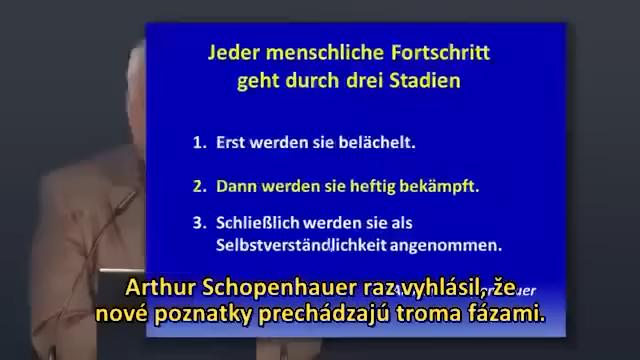 Jeder menschliche Fortschritt
geht durch drei Stadien
1. Erst werden sie belächelt.
2. Dann werden sie heftig bekämpft.
3. Schließlich werden sie als
Selbstverständlichkeit angenommen.
Arthur Schopenhauer raz vyhlásil, že
nové poznatky prechádzajú troma fázami.